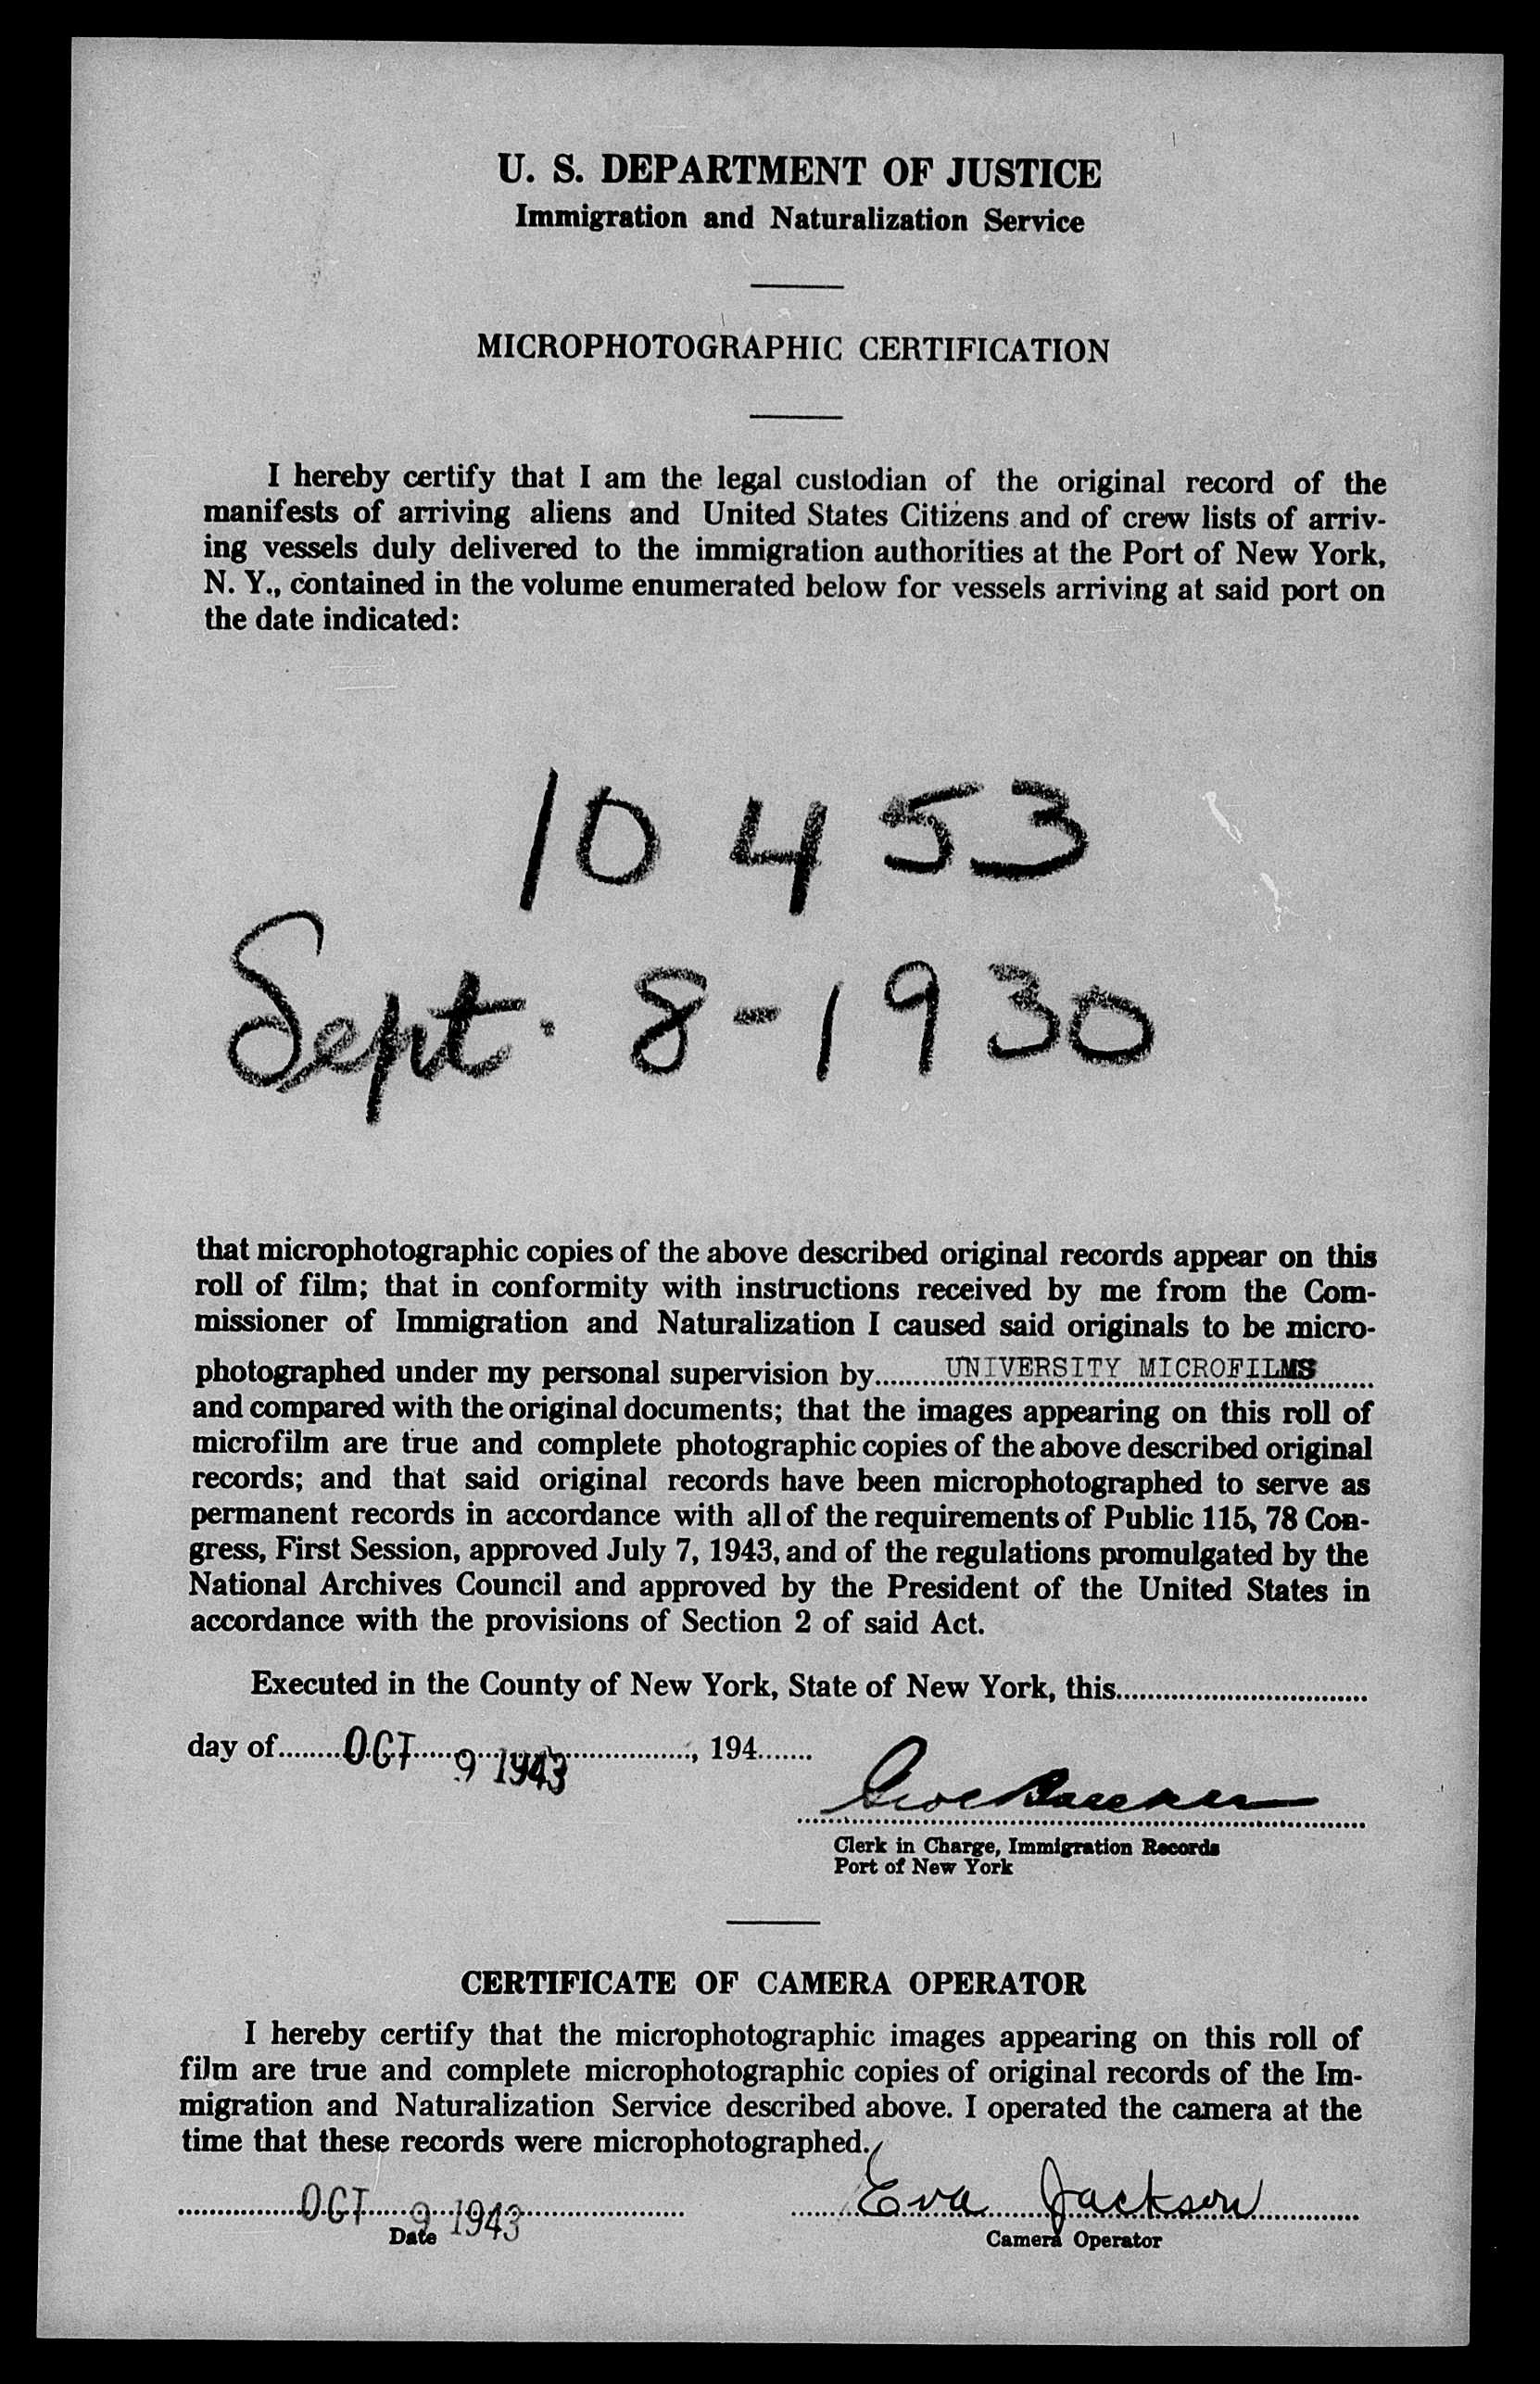 U. S. DEPARTMENT OF JUSTICE
Immigration and Naturalization Service
MICROPHOTOGRAPHIC CERTIFICATION
I hereby certify that I am the legal custodian of the original record of the
manifests of arriving aliens and United States Citizens and of crew lists of arriv-
ing vessels duly delivered to the immigration authorities at the Port of New York,
N. Y., contained in the volume enumerated below for vessels arriving at said port on
the date indicated:
10453
Sept. 8-1930
that microphotographic copies of the above described original records appear on this
roll of film; that in conformity with instructions received by me from the Com-
missioner of Immigration and Naturalization I caused said originals to be micro-
photographed under my personal supervision by UNIVERSITY MICROFILMS
and compared with the original documents; that the images appearing on this roll of
microfilm are true and complete photographic copies of the above described original
records; and that said original records have been microphotographed to serve as
permanent records in accordance with all of the requirements of Public 115, 78 Con-
gress, First Session, approved July 7, 1943, and of the regulations promulgated by the
National Archives Council and approved by the President of the United States in
accordance with the provisions of Section 2 of said Act.
Executed in the County of New York, State of New York, this
day of OCT 9 1943, 194
Clerk in Charge, Immigration Records
Port of New York
CERTIFICATE OF CAMERA OPERATOR
I hereby certify that the microphotographic images appearing on this roll of
film are true and complete microphotographic copies of original records of the Im-
migration and Naturalization Service described above. I operated the camera at the
time that these records were microphotographed.
OCT 9 1943 Eva Jackson
Date Camera Operator